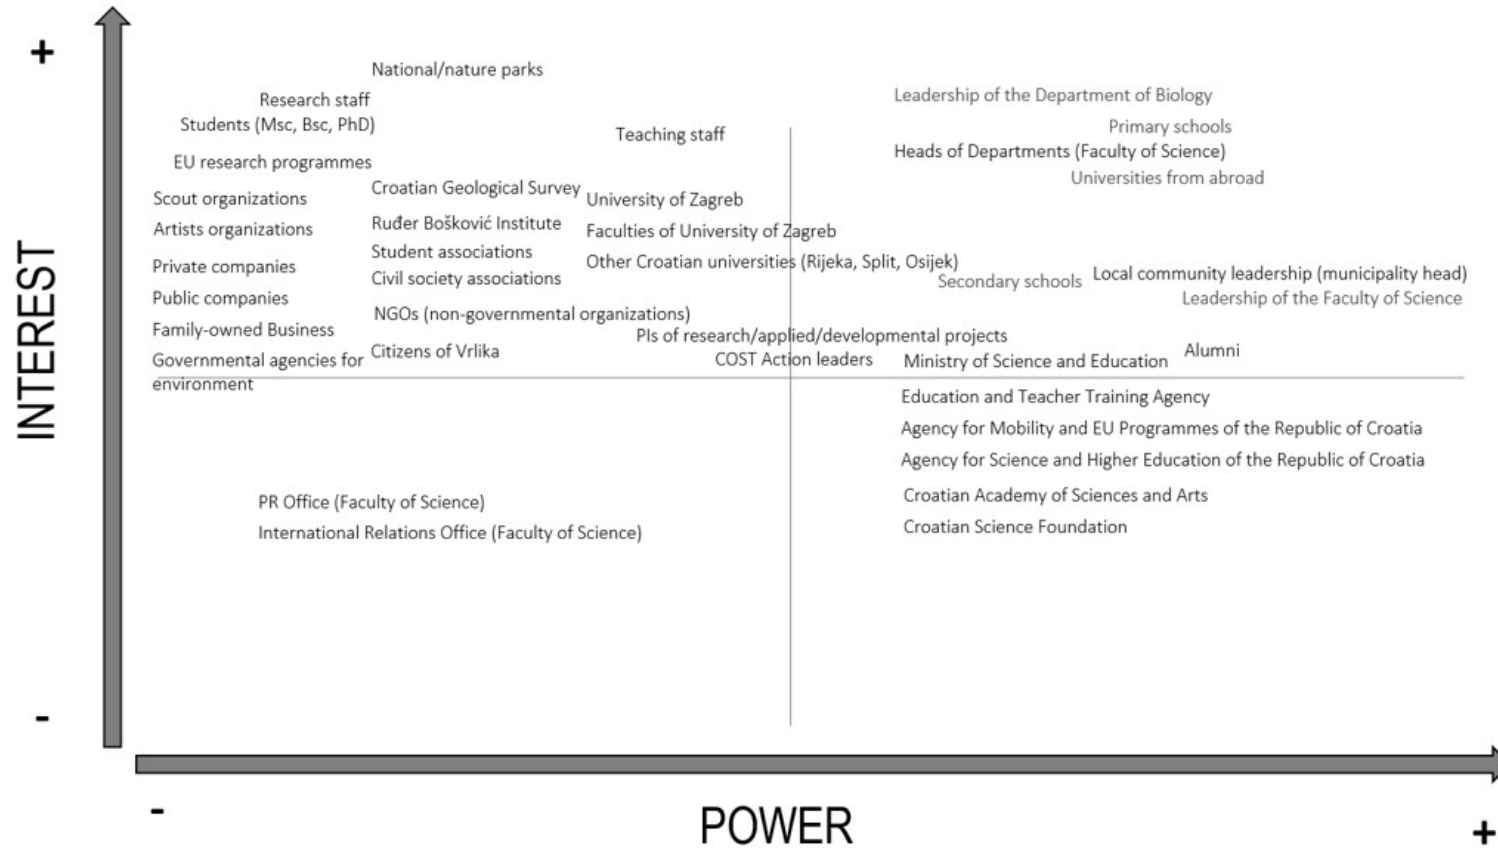 +
National/nature parks
Research staff
Leadership of the Department of Biology
Students (Msc, Bsc, PhD)
Primary schools
Teaching staff
Heads of Departments (Faculty of Science)
EU research programmes
Universities from abroad
Croatian Geological Survey
Scout organizations
University of Zagreb
Ruđer Bošković Institute
Artists organizations
Faculties of University of Zagreb
Student associations
Other Croatian universities (Rijeka, Split, Osijek)
Private companies
Local community leadership (municipality head)
Civil society associations
Secondary schools
Public companies
Leadership of the Faculty of Science
NGOs (non-governmental organizations)
Family-owned Business
PIs of research/applied/developmental projects
Citizens of Vrlika
Alumni
Governmental agencies for
environment
COST Action leaders
Ministry of Science and Education
INTEREST
Education and Teacher Training Agency
Agency for Mobility and EU Programmes of the Republic of Croatia
Agency for Science and Higher Education of the Republic of Croatia
Croatian Academy of Sciences and Arts
PR Office (Faculty of Science)
Croatian Science Foundation
International Relations Office (Faculty of Science)
-
-
POWER
+